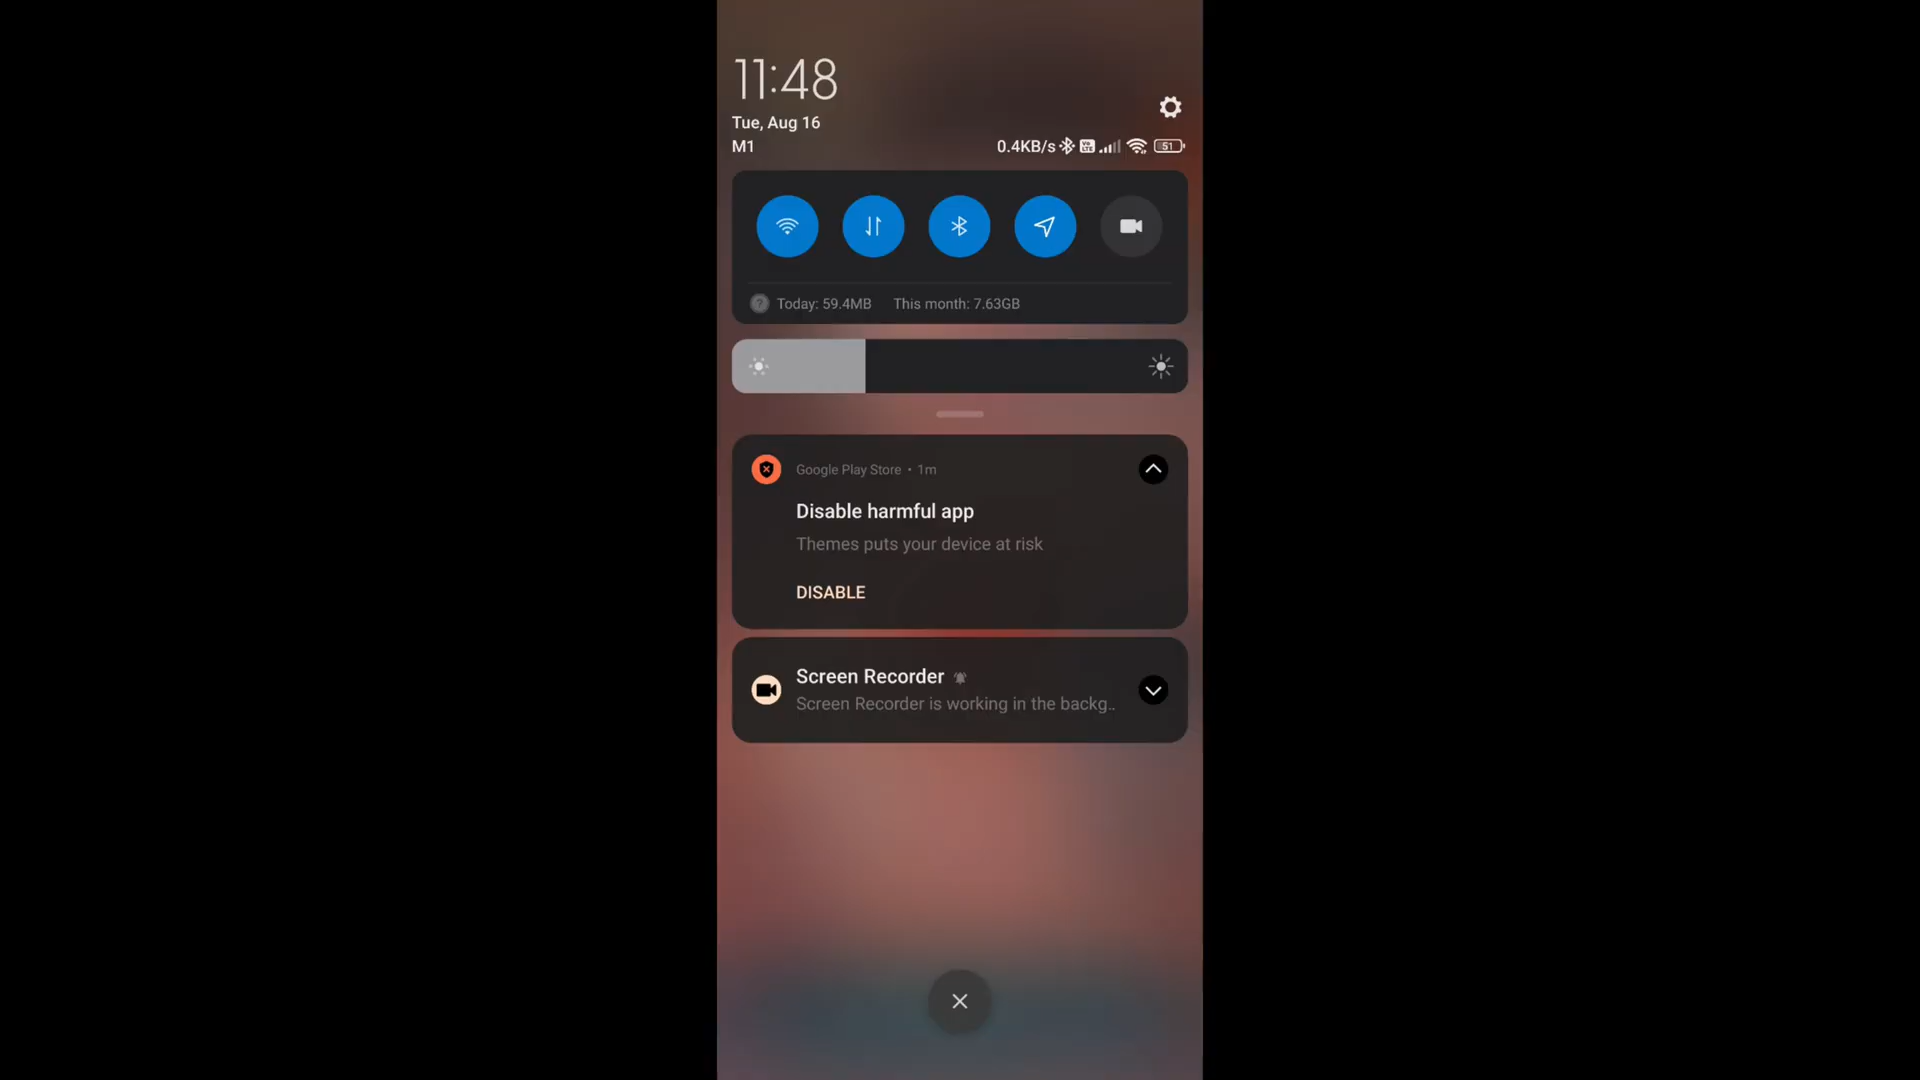 11:48
Tue, Aug 16
M1
0.4KB/s 51
Today: 59.4MB This month: 7.63GB
Google Play Store • 1m
Disable harmful app
Themes puts your device at risk
DISABLE
Screen Recorder
Screen Recorder is working in the backg..